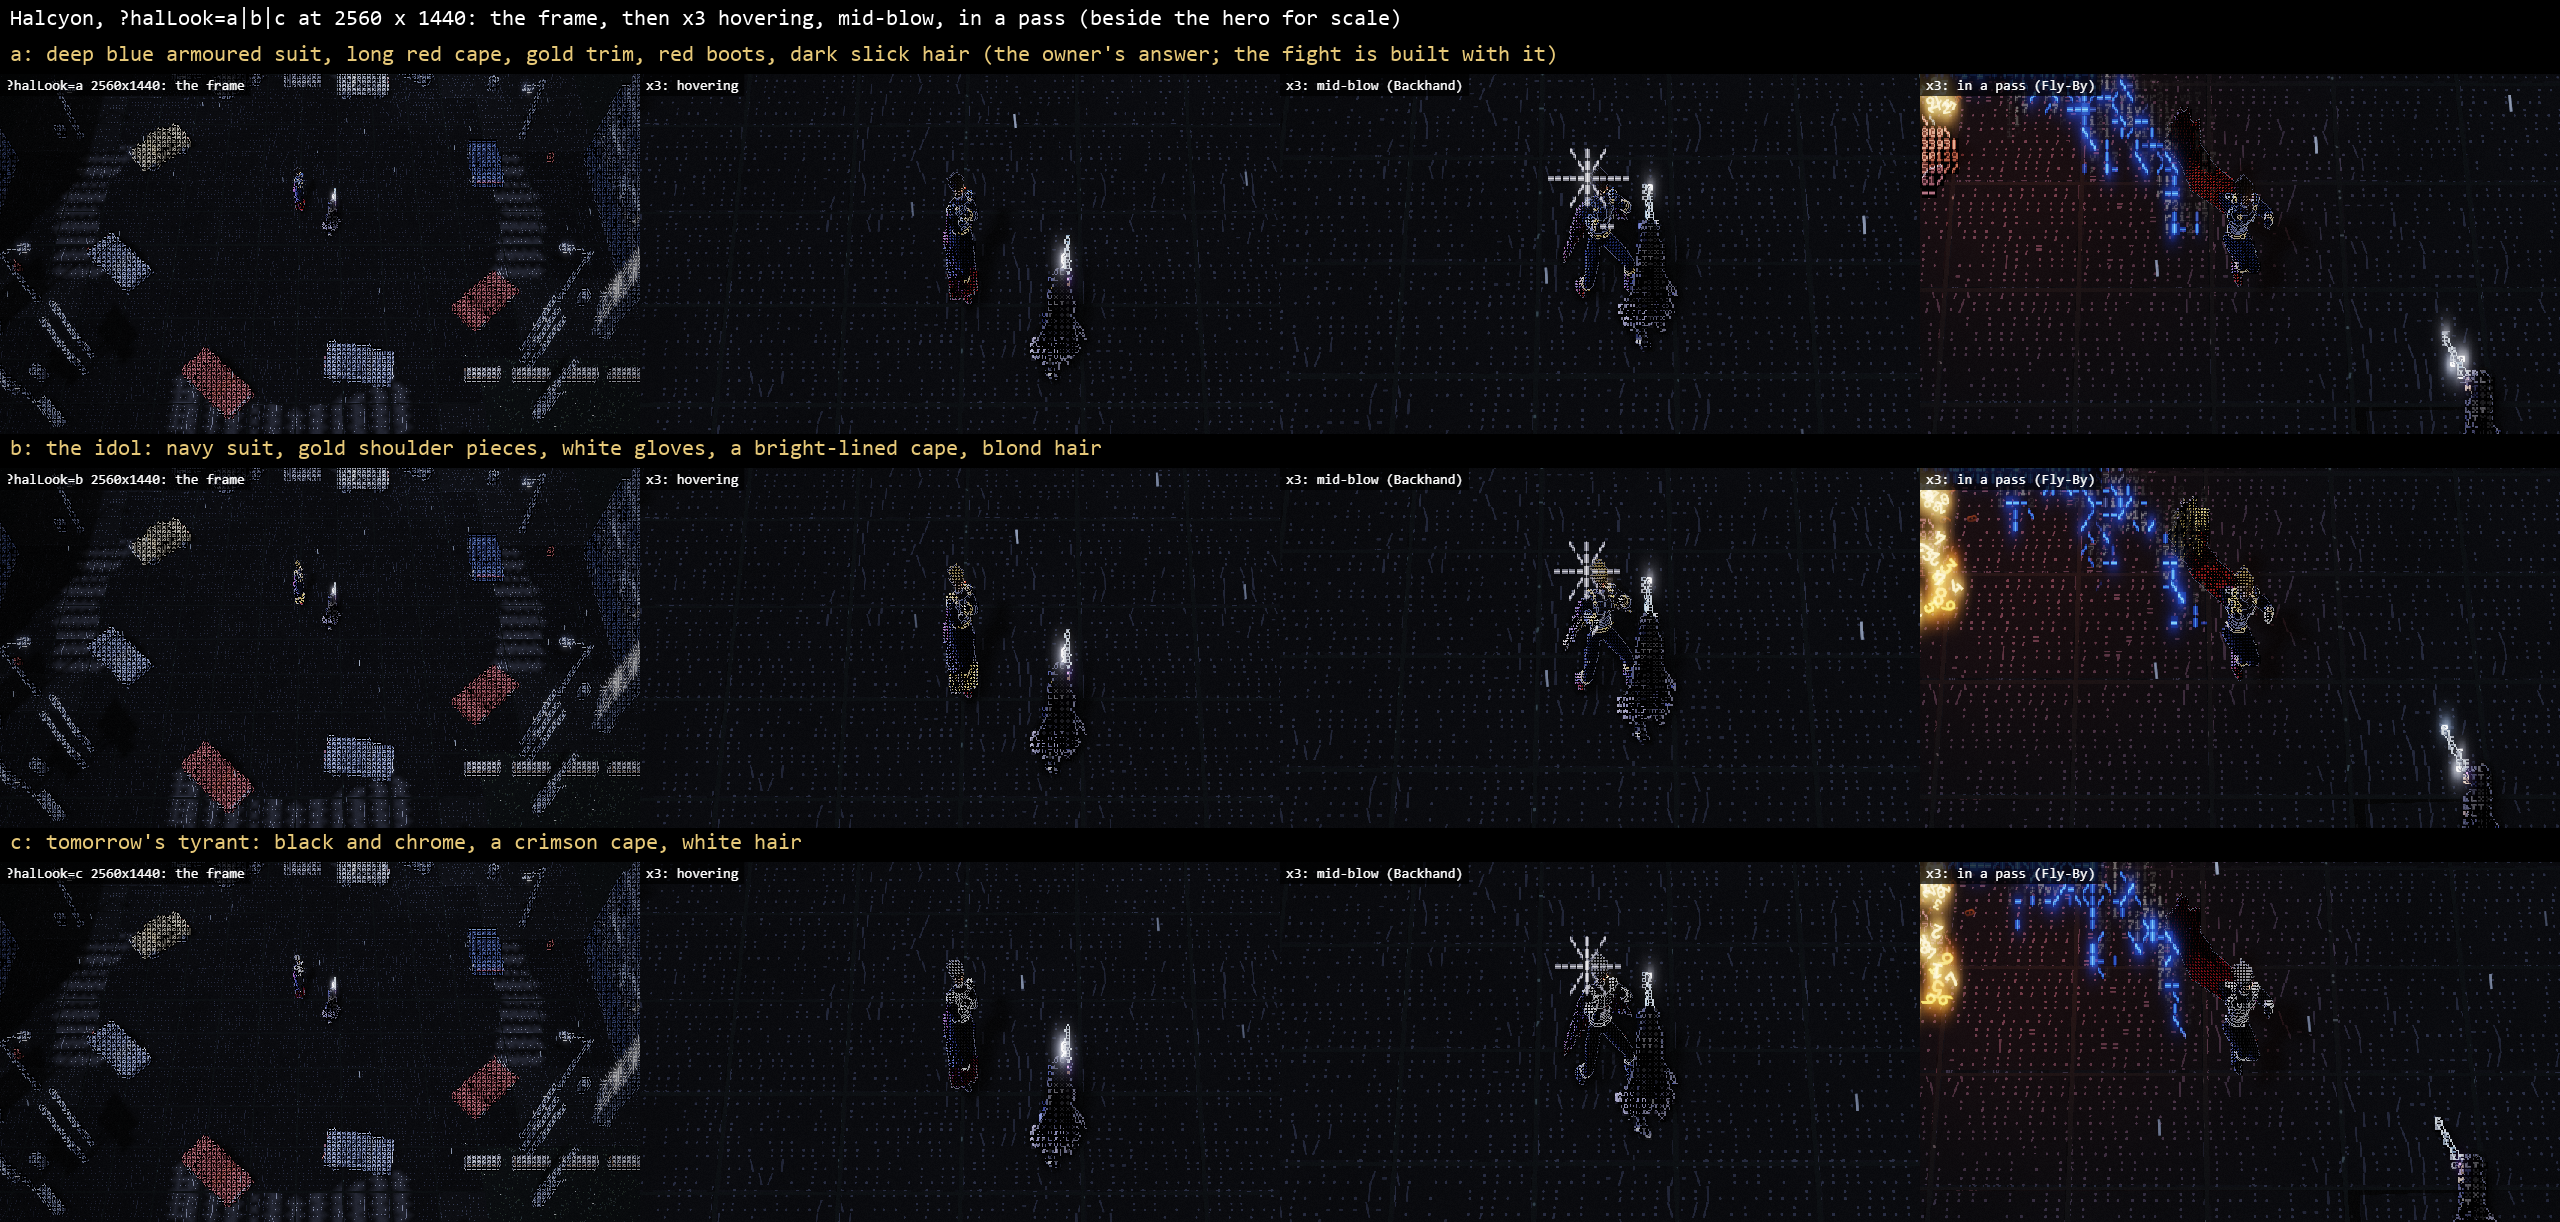 Halcyon, ?halLook=a|b|c at 2560 x 1440: the frame, then x3 hovering, mid-blow, in a pass (beside the hero for scale)
a: deep blue armoured suit, long red cape, gold trim, red boots, dark slick hair (the owner's answer; the fight is built with it)
?halLook=a 2560x1440: the frame
x3: hovering
x3: mid-blow (Backhand)
x3: in a pass (Fly-By)
b: the idol: navy suit, gold shoulder pieces, white gloves, a bright-lined cape, blond hair
?halLook=b 2560x1440: the frame
x3: hovering
x3: mid-blow (Backhand)
x3: in a pass (Fly-By)
c: tomorrow's tyrant: black and chrome, a crimson cape, white hair
?halLook=c 2560x1440: the frame
x3: hovering
x3: mid-blow (Backhand)
x3: in a pass (Fly-By)